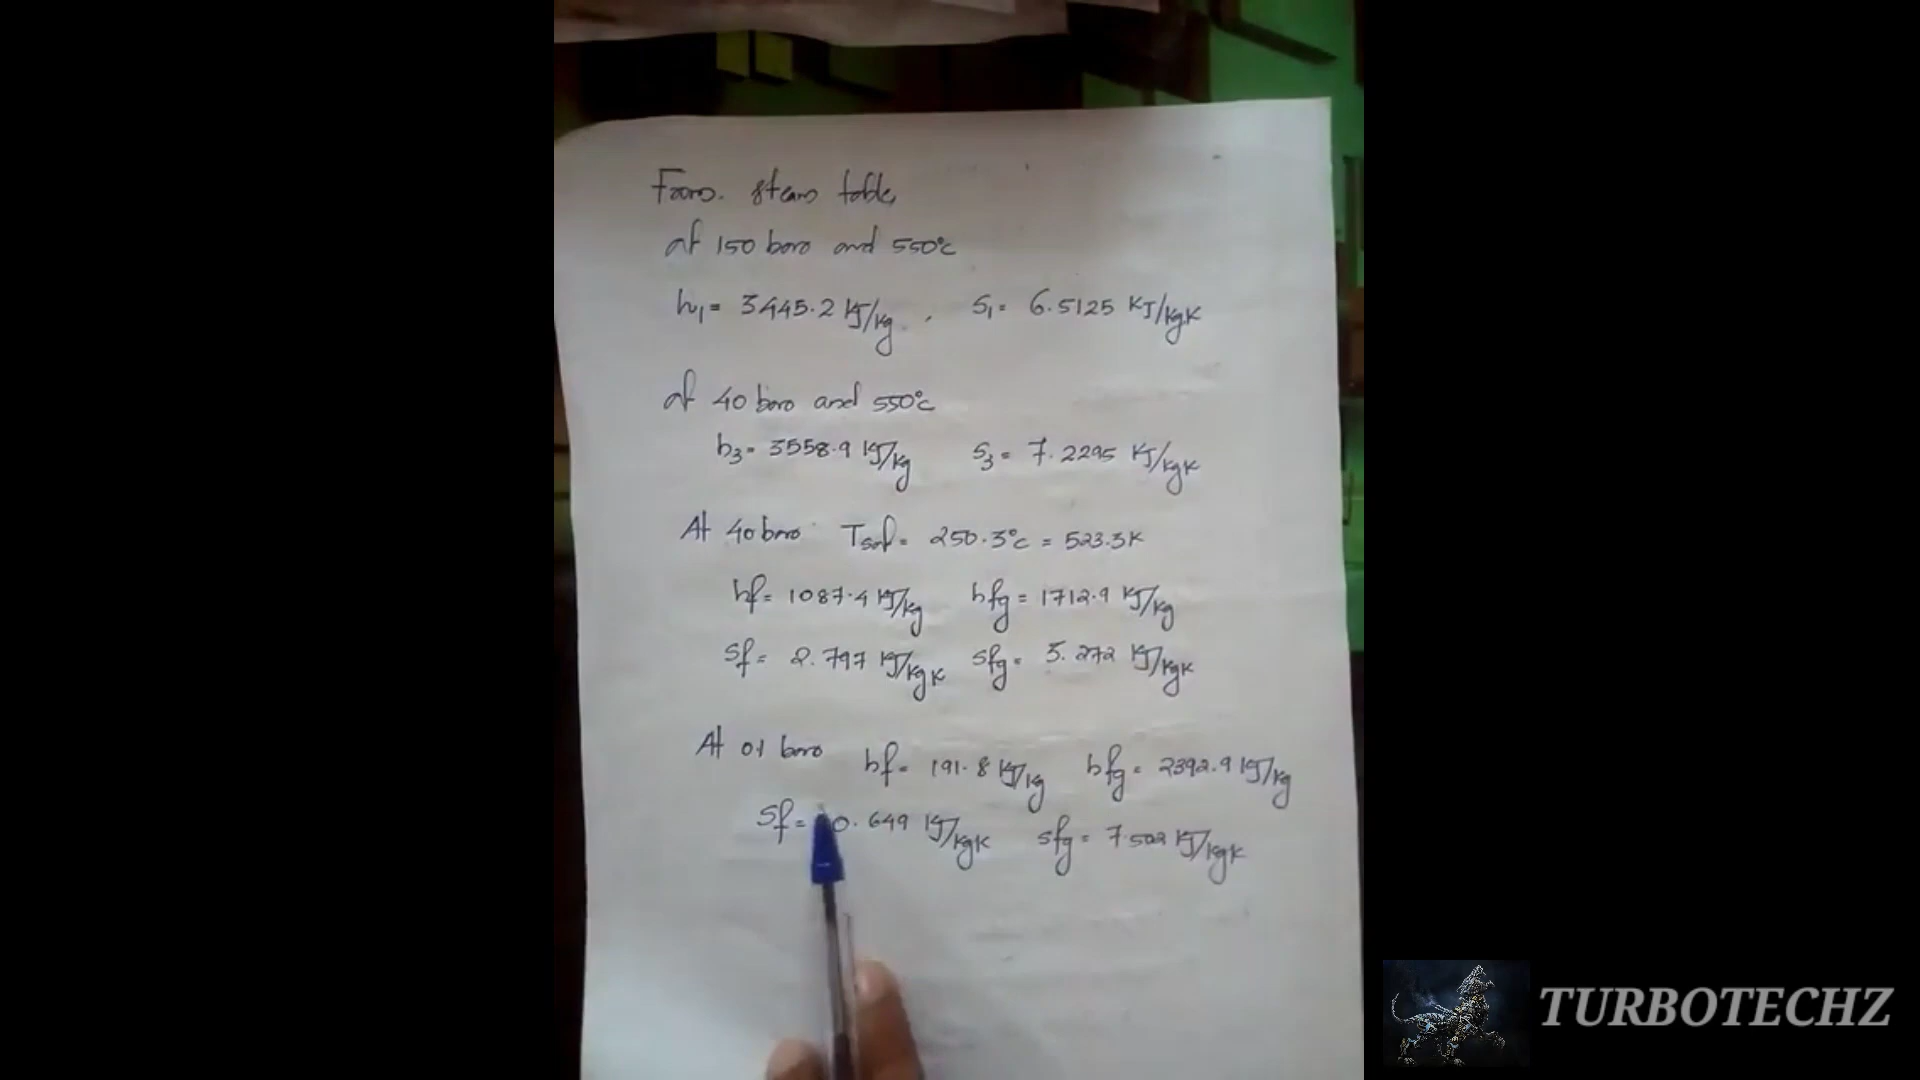 From. steam table,
at 150 bar and 550°c
h₁= 3445.2 KJ/kg , S₁= 6.5125 KJ/kgK
at 40 bar and 550°c
h₃= 3558.9 KJ/kg S₃= 7.2295 KJ/kgK
At 40 bar Tsat= 250.3°c = 523.3K
hf= 1087.4 KJ/kg hfg= 1712.9 KJ/kg
Sf= 2.797 KJ/kgK Sfg= 3.272 KJ/kgK
At 0.1 bar hf= 191.8 KJ/kg hfg= 2392.9 KJ/kg
Sf= 0.649 KJ/kgK Sfg= 7.502 KJ/kgK
TURBOTECHZ